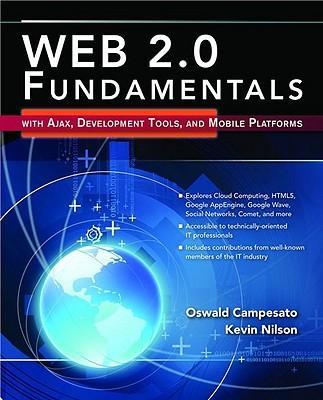 WEB 2.0
FUNDAMENTALS
WITH AJAX, DEVELOPMENT TOOLS, AND MOBILE PLATFORMS
Explores Cloud Computing, HTML5,
Google AppEngine, Google Wave,
Social Networks, Comet, and more
Accessible to technically-oriented
IT professionals
Includes contributions from well-known
members of the IT industry
Oswald Campesato
Kevin Nilson